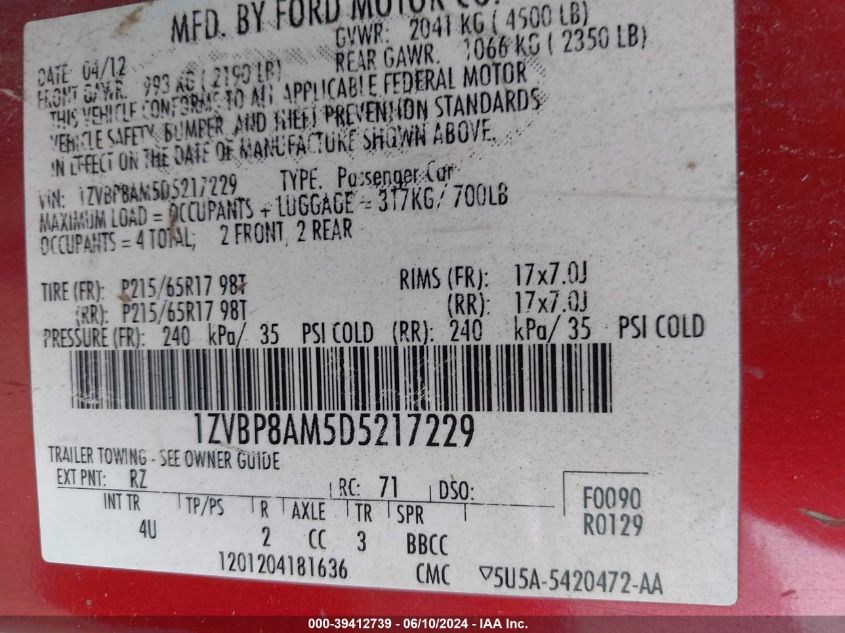 MFD. BY FORD MOTOR CO.
DATE: 04/12 GVWR: 2041 KG ( 4500 LB)
FRONT GAWR: 993 KG ( 2190 LB) REAR GAWR: 1066 KG ( 2350 LB)
THIS VEHICLE CONFORMS TO ALL APPLICABLE FEDERAL MOTOR
VEHICLE SAFETY, BUMPER, AND THEFT PREVENTION STANDARDS
IN EFFECT ON THE DATE OF MANUFACTURE SHOWN ABOVE.
VIN: 1ZVBP8AM5D5217229 TYPE: Passenger Car
MAXIMUM LOAD = OCCUPANTS + LUGGAGE = 317KG/ 700LB
OCCUPANTS = 4 TOTAL; 2 FRONT, 2 REAR
TIRE (FR): P215/65R17 98T RIMS (FR): 17x7.0J
(RR): P215/65R17 98T (RR): 17x7.0J
PRESSURE (FR): 240 kPa/ 35 PSI COLD (RR): 240 kPa/ 35 PSI COLD
1ZVBP8AM5D5217229
TRAILER TOWING - SEE OWNER GUIDE
EXT PNT: RZ RC: 71 DSO:
INT TR TP/PS R AXLE TR SPR
4U 2 CC 3 BBCC
F0090
R0129
1201204181636 CMC ▽5U5A-5420472-AA
000-39412739 - 06/10/2024 - IAA Inc.